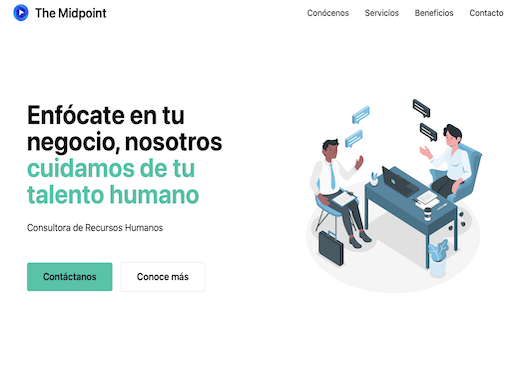 The Midpoint
Conócenos Servicios Beneficios Contacto
Enfócate en tu
negocio, nosotros
cuidamos de tu
talento humano
Consultora de Recursos Humanos
Contáctanos Conoce más